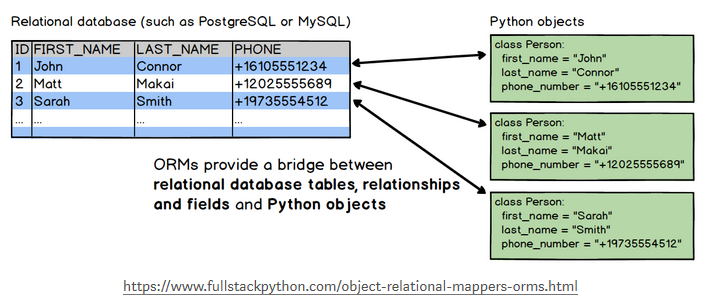 Relational database (such as PostgreSQL or MySQL)
ID FIRST_NAME LAST_NAME PHONE
1 John Connor +16105551234
2 Matt Makai +12025555689
3 Sarah Smith +19735554512
... ... ... ...
ORMs provide a bridge between
relational database tables, relationships
and fields and Python objects
Python objects
class Person:
first_name = "John"
last_name = "Connor"
phone_number = "+16105551234"
class Person:
first_name = "Matt"
last_name = "Makai"
phone_number = "+12025555689"
class Person:
first_name = "Sarah"
last_name = "Smith"
phone_number = "+19735554512"
https://www.fullstackpython.com/object-relational-mappers-orms.html